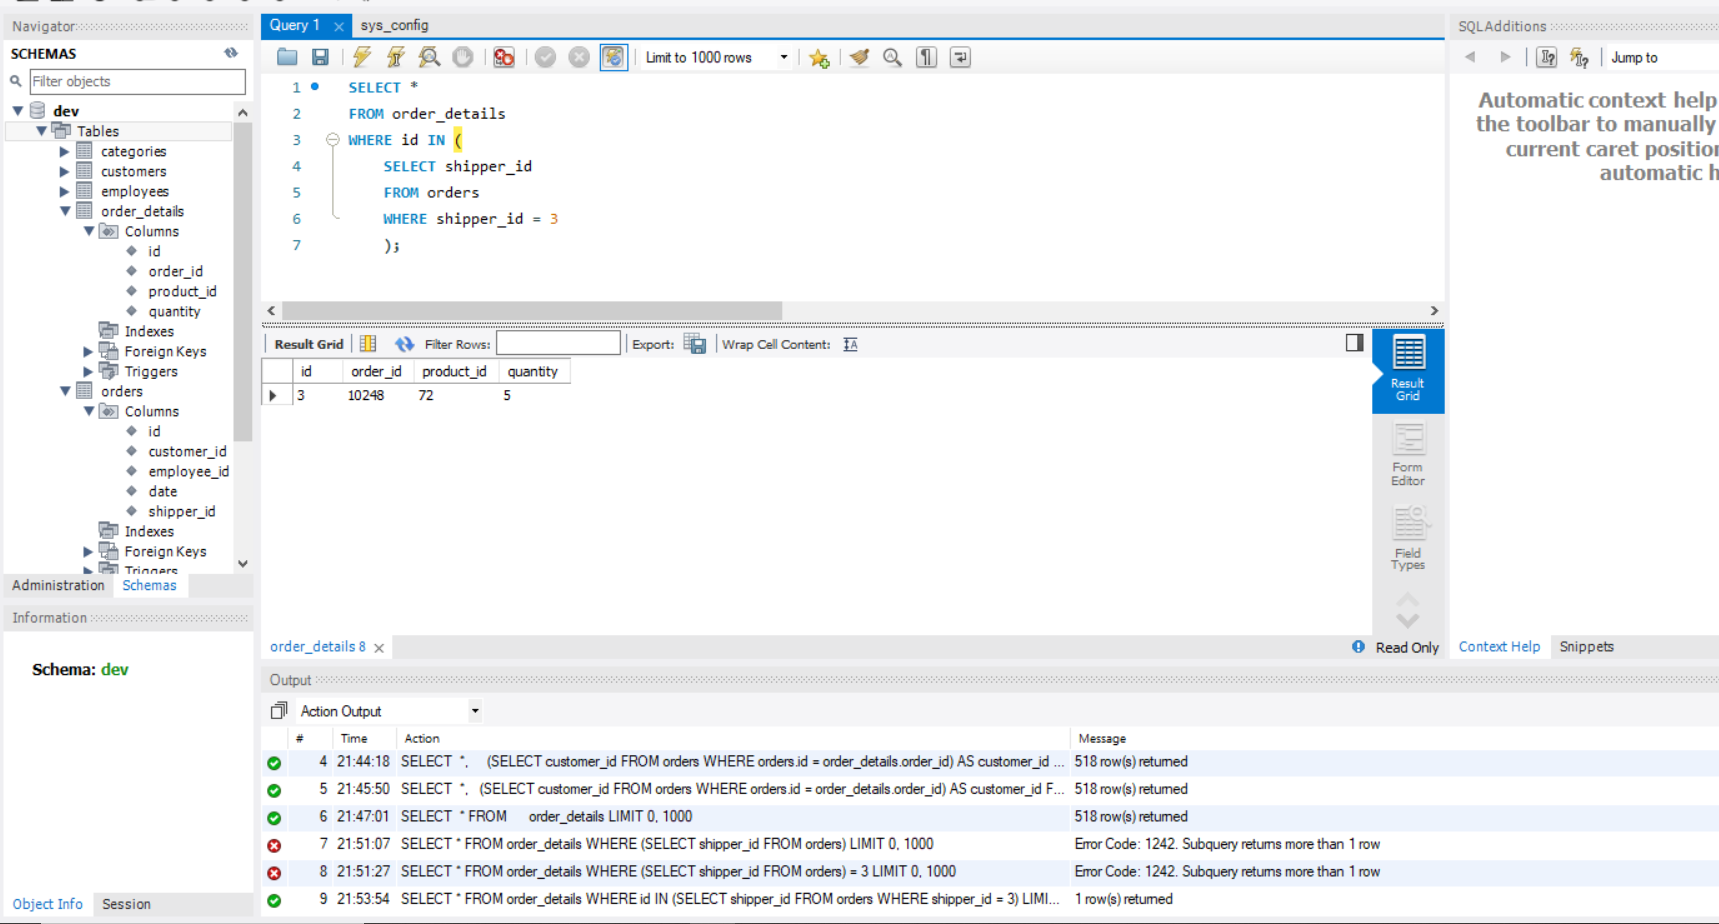 Navigator
SCHEMAS
Filter objects
dev
Tables
categories
customers
employees
order_details
Columns
id
order_id
product_id
quantity
Indexes
Foreign Keys
Triggers
orders
Columns
id
customer_id
employee_id
date
shipper_id
Indexes
Foreign Keys
Triggers
Administration Schemas
Information
Schema: dev
Object Info Session
Query 1 sys_config
Limit to 1000 rows
1 SELECT *
2 FROM order_details
3 WHERE id IN (
4 SELECT shipper_id
5 FROM orders
6 WHERE shipper_id = 3
7 );
Result Grid Filter Rows: Export: Wrap Cell Content:
id order_id product_id quantity
3 10248 72 5
Result
Grid
Form
Editor
Field
Types
order_details 8 Read Only
Output
Action Output
# Time Action Message
4 21:44:18 SELECT *, (SELECT customer_id FROM orders WHERE orders.id = order_details.order_id) AS customer_id ... 518 row(s) returned
5 21:45:50 SELECT *, (SELECT customer_id FROM orders WHERE orders.id = order_details.order_id) AS customer_id F... 518 row(s) returned
6 21:47:01 SELECT * FROM order_details LIMIT 0, 1000 518 row(s) returned
7 21:51:07 SELECT * FROM order_details WHERE (SELECT shipper_id FROM orders) LIMIT 0, 1000 Error Code: 1242. Subquery returns more than 1 row
8 21:51:27 SELECT * FROM order_details WHERE (SELECT shipper_id FROM orders) = 3 LIMIT 0, 1000 Error Code: 1242. Subquery returns more than 1 row
9 21:53:54 SELECT * FROM order_details WHERE id IN (SELECT shipper_id FROM orders WHERE shipper_id = 3) LIMI... 1 row(s) returned
SQLAdditions
Jump to
Automatic context help
the toolbar to manually
current caret position
automatic h
Context Help Snippets